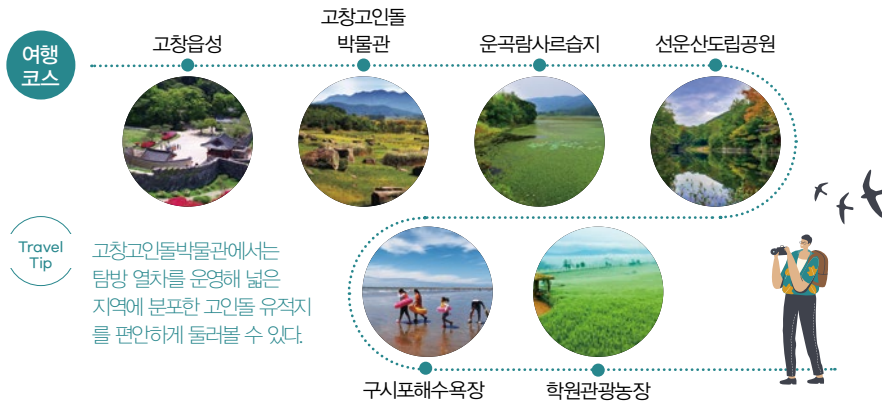 여행
코스
고창읍성
고창고인돌
박물관
운곡람사르습지
선운산도립공원
Travel
Tip
고창고인돌박물관에서는
탐방 열차를 운영해 넓은
지역에 분포한 고인돌 유적지
를 편안하게 둘러볼 수 있다.
구시포해수욕장
학원관광농장